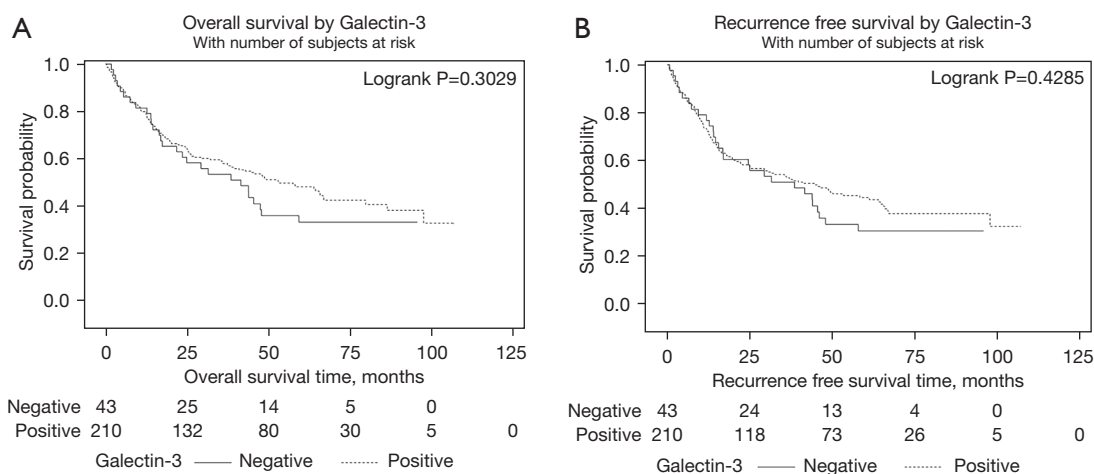 A
Overall survival by Galectin-3
With number of subjects at risk
Logrank P=0.3029
Survival probability
1.0
0.8
0.6
0.4
0.2
0.0
0 25 50 75 100 125
Overall survival time, months
Negative 43 25 14 5 0
Positive 210 132 80 30 5 0
Galectin-3 Negative Positive
B
Recurrence free survival by Galectin-3
With number of subjects at risk
Logrank P=0.4285
Survival probability
1.0
0.8
0.6
0.4
0.2
0.0
0 25 50 75 100 125
Recurrence free survival time, months
Negative 43 24 13 4 0
Positive 210 118 73 26 5 0
Galectin-3 Negative Positive